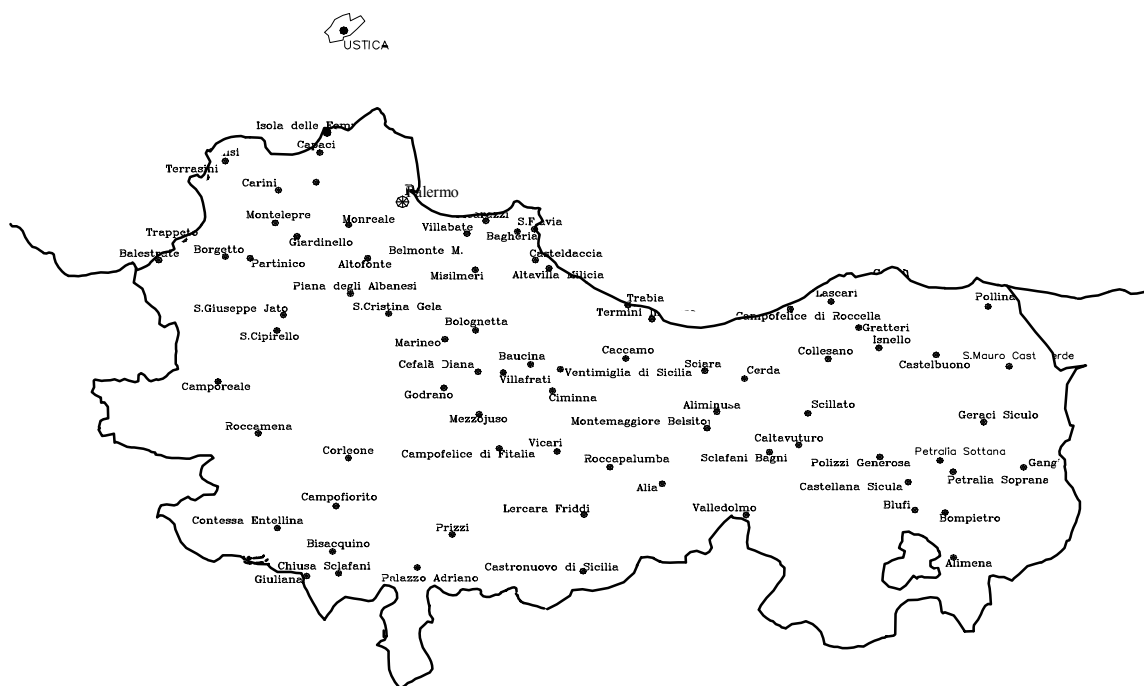 USTICA
Isola delle
Capaci
Terrasini
Carini
Palermo
Montelepre
Monreale
Villabate
Bagheria
Trappeto
Giardinello
Balestrate
Borgetto
Partinico
Belmonte M.
Altofonte
Casteldaccia
Misilmeri
Altavilla Milicia
Piana degli Albanesi
S.Giuseppe Jato
S.Cristina Gela
Trabia
Termini
Lascari
Pollina
Campofelice di Roccella
S.Cipirello
Bolognetta
Marineo
Gratteri
Isnello
Cefalà Diana
Baucina
Caccamo
Collesano
Castelbuono
S.Mauro Cast
Villafrati
Ventimiglia di Sicilia
Sciara
Cerda
Camporeale
Godrano
Ciminna
Mezzojuso
Aliminusa
Scillato
Montemaggiore Belsito
Geraci Siculo
Roccamena
Corleone
Campofelice di Fitalia
Vicari
Caltavuturo
Roccapalumba
Sclafani Bagni
Polizzi Generosa
Petralia Sottana
Petralia Soprana
Alia
Castellana Sicula
Campofiorito
Contessa Entellina
Lercara Friddi
Valledolmo
Blufi
Bompietro
Prizzi
Bisacquino
Chiusa Sclafani
Giuliana
Palazzo Adriano
Castronuovo di Sicilia
Alimena